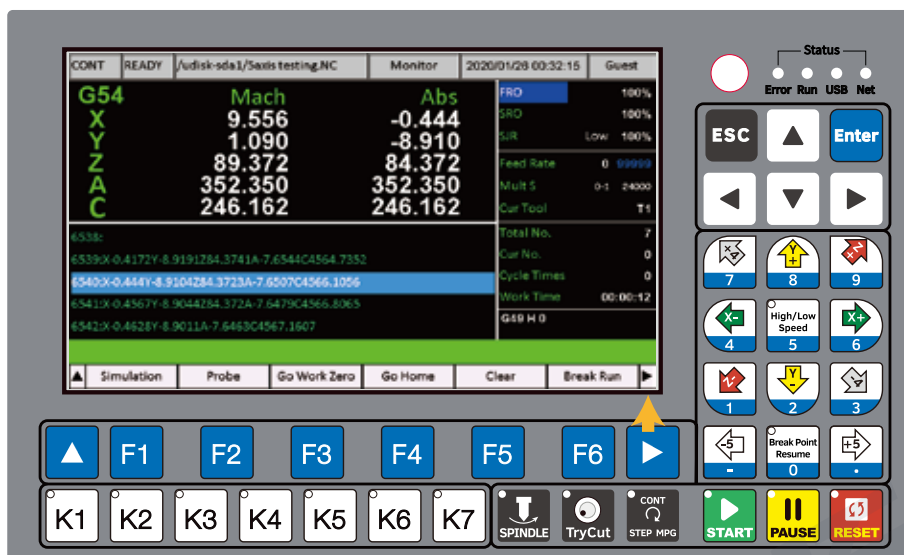 Status
Error Run USB Net
CONT READY /udisk-sda1/5axis testing.NC Monitor 2020/01/26 00:32:15 Guest
G54 Mach Abs
X 9.556 -0.444
Y 1.090 -8.910
Z 89.372 84.372
A 352.350 352.350
C 246.162 246.162
FRO 100%
SRO 100%
SJR Low 100%
Feed Rate 0 99999
Mult S 0-1 24000
Cur Tool T1
Total No. 7
Cur No. 0
Cycle Times 0
Work Time 00:00:12
G49 H 0
6538:
6539:X-0.4172Y-8.9191Z84.3741A-7.6544C4564.7352
6540:X-0.444Y-8.9104Z84.3723A-7.6507C4566.1056
6541:X-0.4567Y-8.9044Z84.372A-7.6479C4566.8065
6542:X-0.4628Y-8.9011A-7.6463C4567.1607
Simulation Probe Go Work Zero Go Home Clear Break Run
ESC Enter
7 Y+ 8 9
X- 4 High/Low Speed 5 X+ 6
1 Y- 2 3
-5 - Break Point Resume 0 +5 .
F1 F2 F3 F4 F5 F6
K1 K2 K3 K4 K5 K6 K7
SPINDLE TryCut CONT STEP MPG START PAUSE RESET